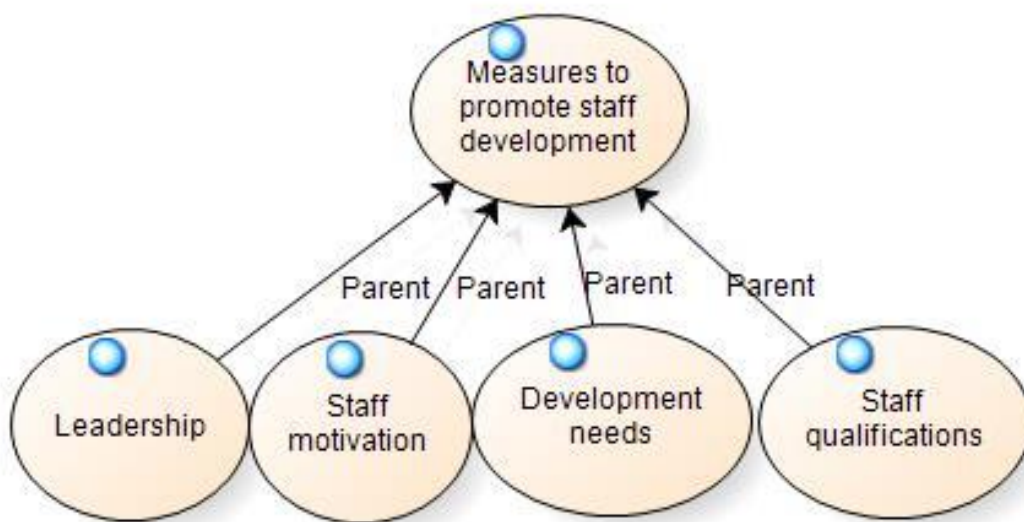 Measures to
promote staff
development
Parent
Parent
Parent
Parent
Leadership
Staff
motivation
Development
needs
Staff
qualifications